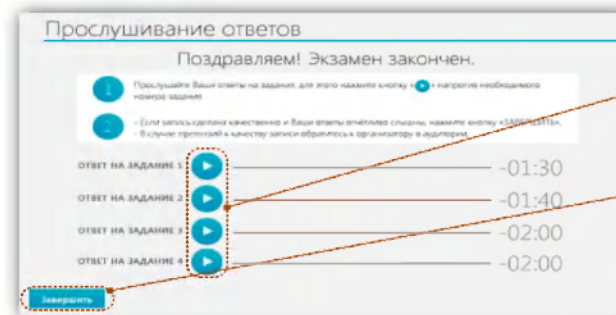 Прослушивание ответов
Поздравляем! Экзамен закончен.
1
Прослушайте Ваши ответы на задания, для этого нажмите кнопку « » напротив необходимого
номера задания
2
- Если запись сделана качественно и Ваши ответы отчётливо слышны, нажмите кнопку «ЗАВЕРШИТЬ».
- В случае претензий к качеству записи обратитесь к организатору в аудитории.
ОТВЕТ НА ЗАДАНИЕ 1 -01:30
ОТВЕТ НА ЗАДАНИЕ 2 -01:40
ОТВЕТ НА ЗАДАНИЕ 3 -02:00
ОТВЕТ НА ЗАДАНИЕ 4 -02:00
Завершить